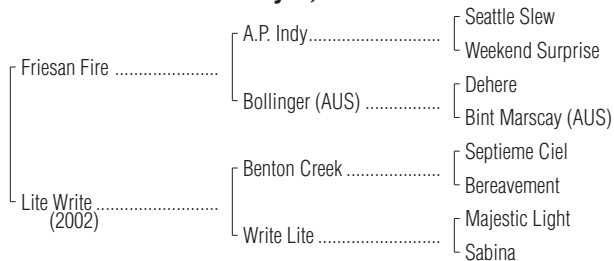 Seattle Slew
A.P. Indy
Weekend Surprise
Friesan Fire
Dehere
Bollinger (AUS)
Bint Marscay (AUS)
Septieme Ciel
Benton Creek
Bereavement
Lite Write
(2002)
Majestic Light
Write Lite
Sabina